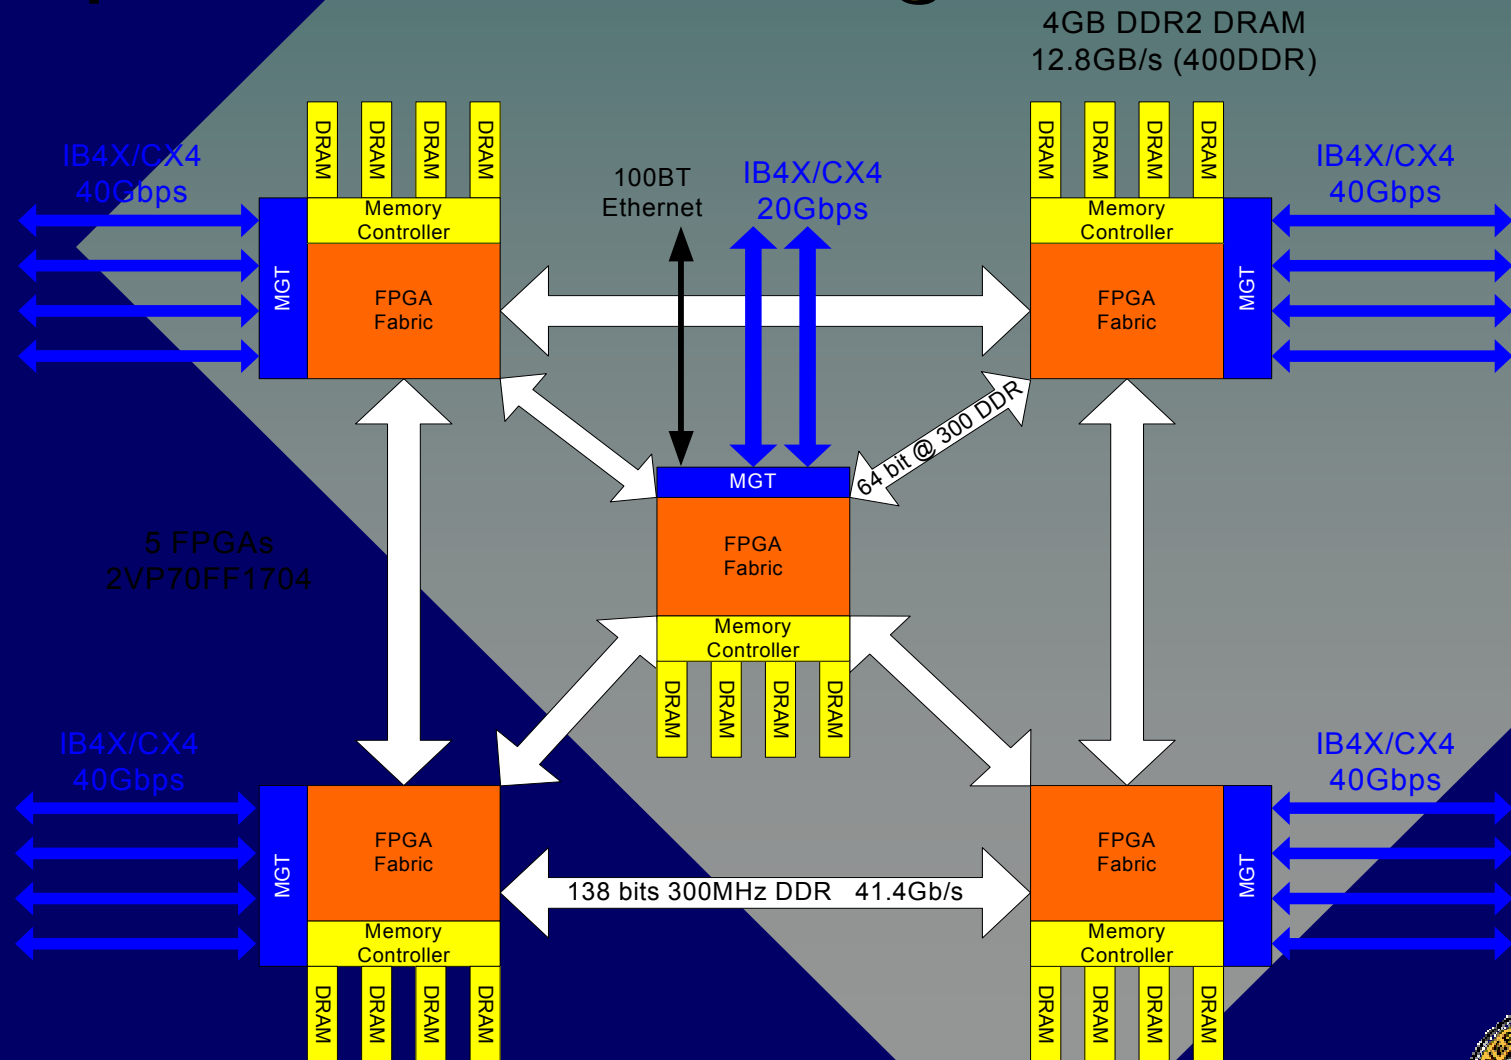 4GB DDR2 DRAM
12.8GB/s (400DDR)
DRAM
DRAM
DRAM
DRAM
DRAM
DRAM
DRAM
DRAM
IB4X/CX4
40Gbps
100BT
Ethernet
IB4X/CX4
20Gbps
IB4X/CX4
40Gbps
Memory
Controller
Memory
Controller
MGT
FPGA
Fabric
FPGA
Fabric
MGT
64 bit @ 300 DDR
MGT
5 FPGAs
2VP70FF1704
FPGA
Fabric
Memory
Controller
DRAM
DRAM
DRAM
DRAM
IB4X/CX4
40Gbps
IB4X/CX4
40Gbps
MGT
FPGA
Fabric
FPGA
Fabric
MGT
138 bits 300MHz DDR 41.4Gb/s
Memory
Controller
Memory
Controller
DRAM
DRAM
DRAM
DRAM
DRAM
DRAM
DRAM
DRAM